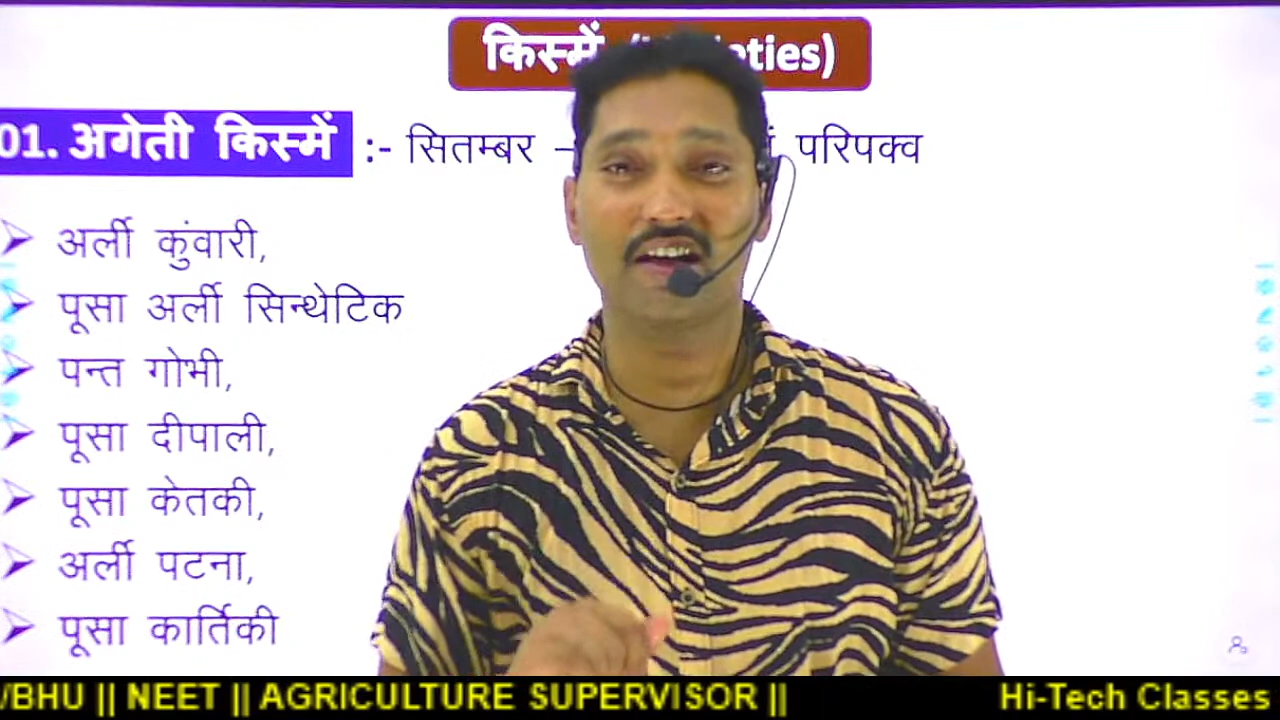 किस्में
01. अगेती किस्में :- सितम्बर – परिपक्व
➢ अर्ली कुंवारी,
➢ पूसा अर्ली सिन्थेटिक
➢ पन्त गोभी,
➢ पूसा दीपाली,
➢ पूसा केतकी,
➢ अर्ली पटना,
➢ पूसा कार्तिकी
/BHU || NEET || AGRICULTURE SUPERVISOR || Hi-Tech Classes